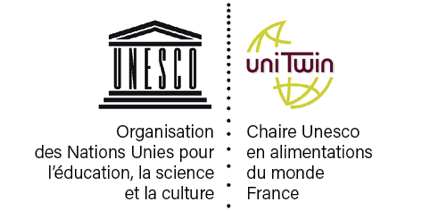 UNESCO
Organisation
des Nations Unies pour
l'éducation, la science
et la culture
uniTwin
Chaire Unesco
en alimentations
du monde
France